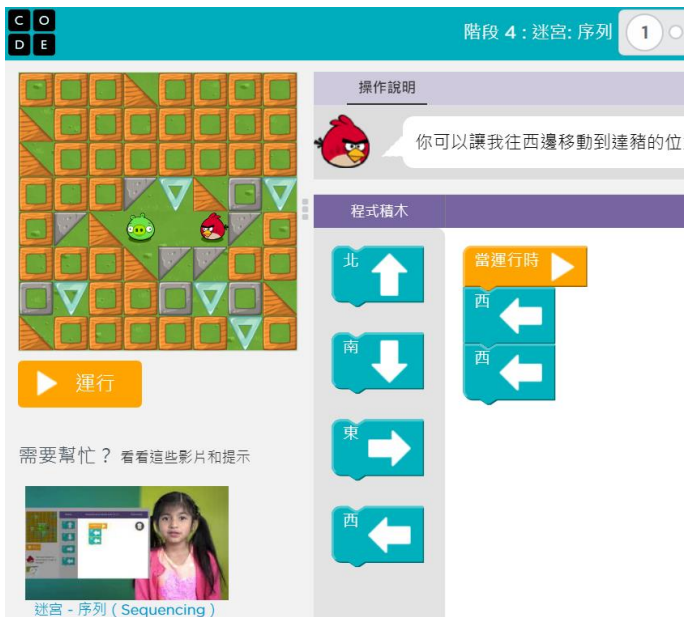 CO
DE
階段 4 : 迷宮: 序列
1
操作說明
你可以讓我往西邊移動到達豬的位
程式積木
北
南
東
西
當運行時
西
西
運行
需要幫忙？ 看看這些影片和提示
迷宮 - 序列 ( Sequencing )